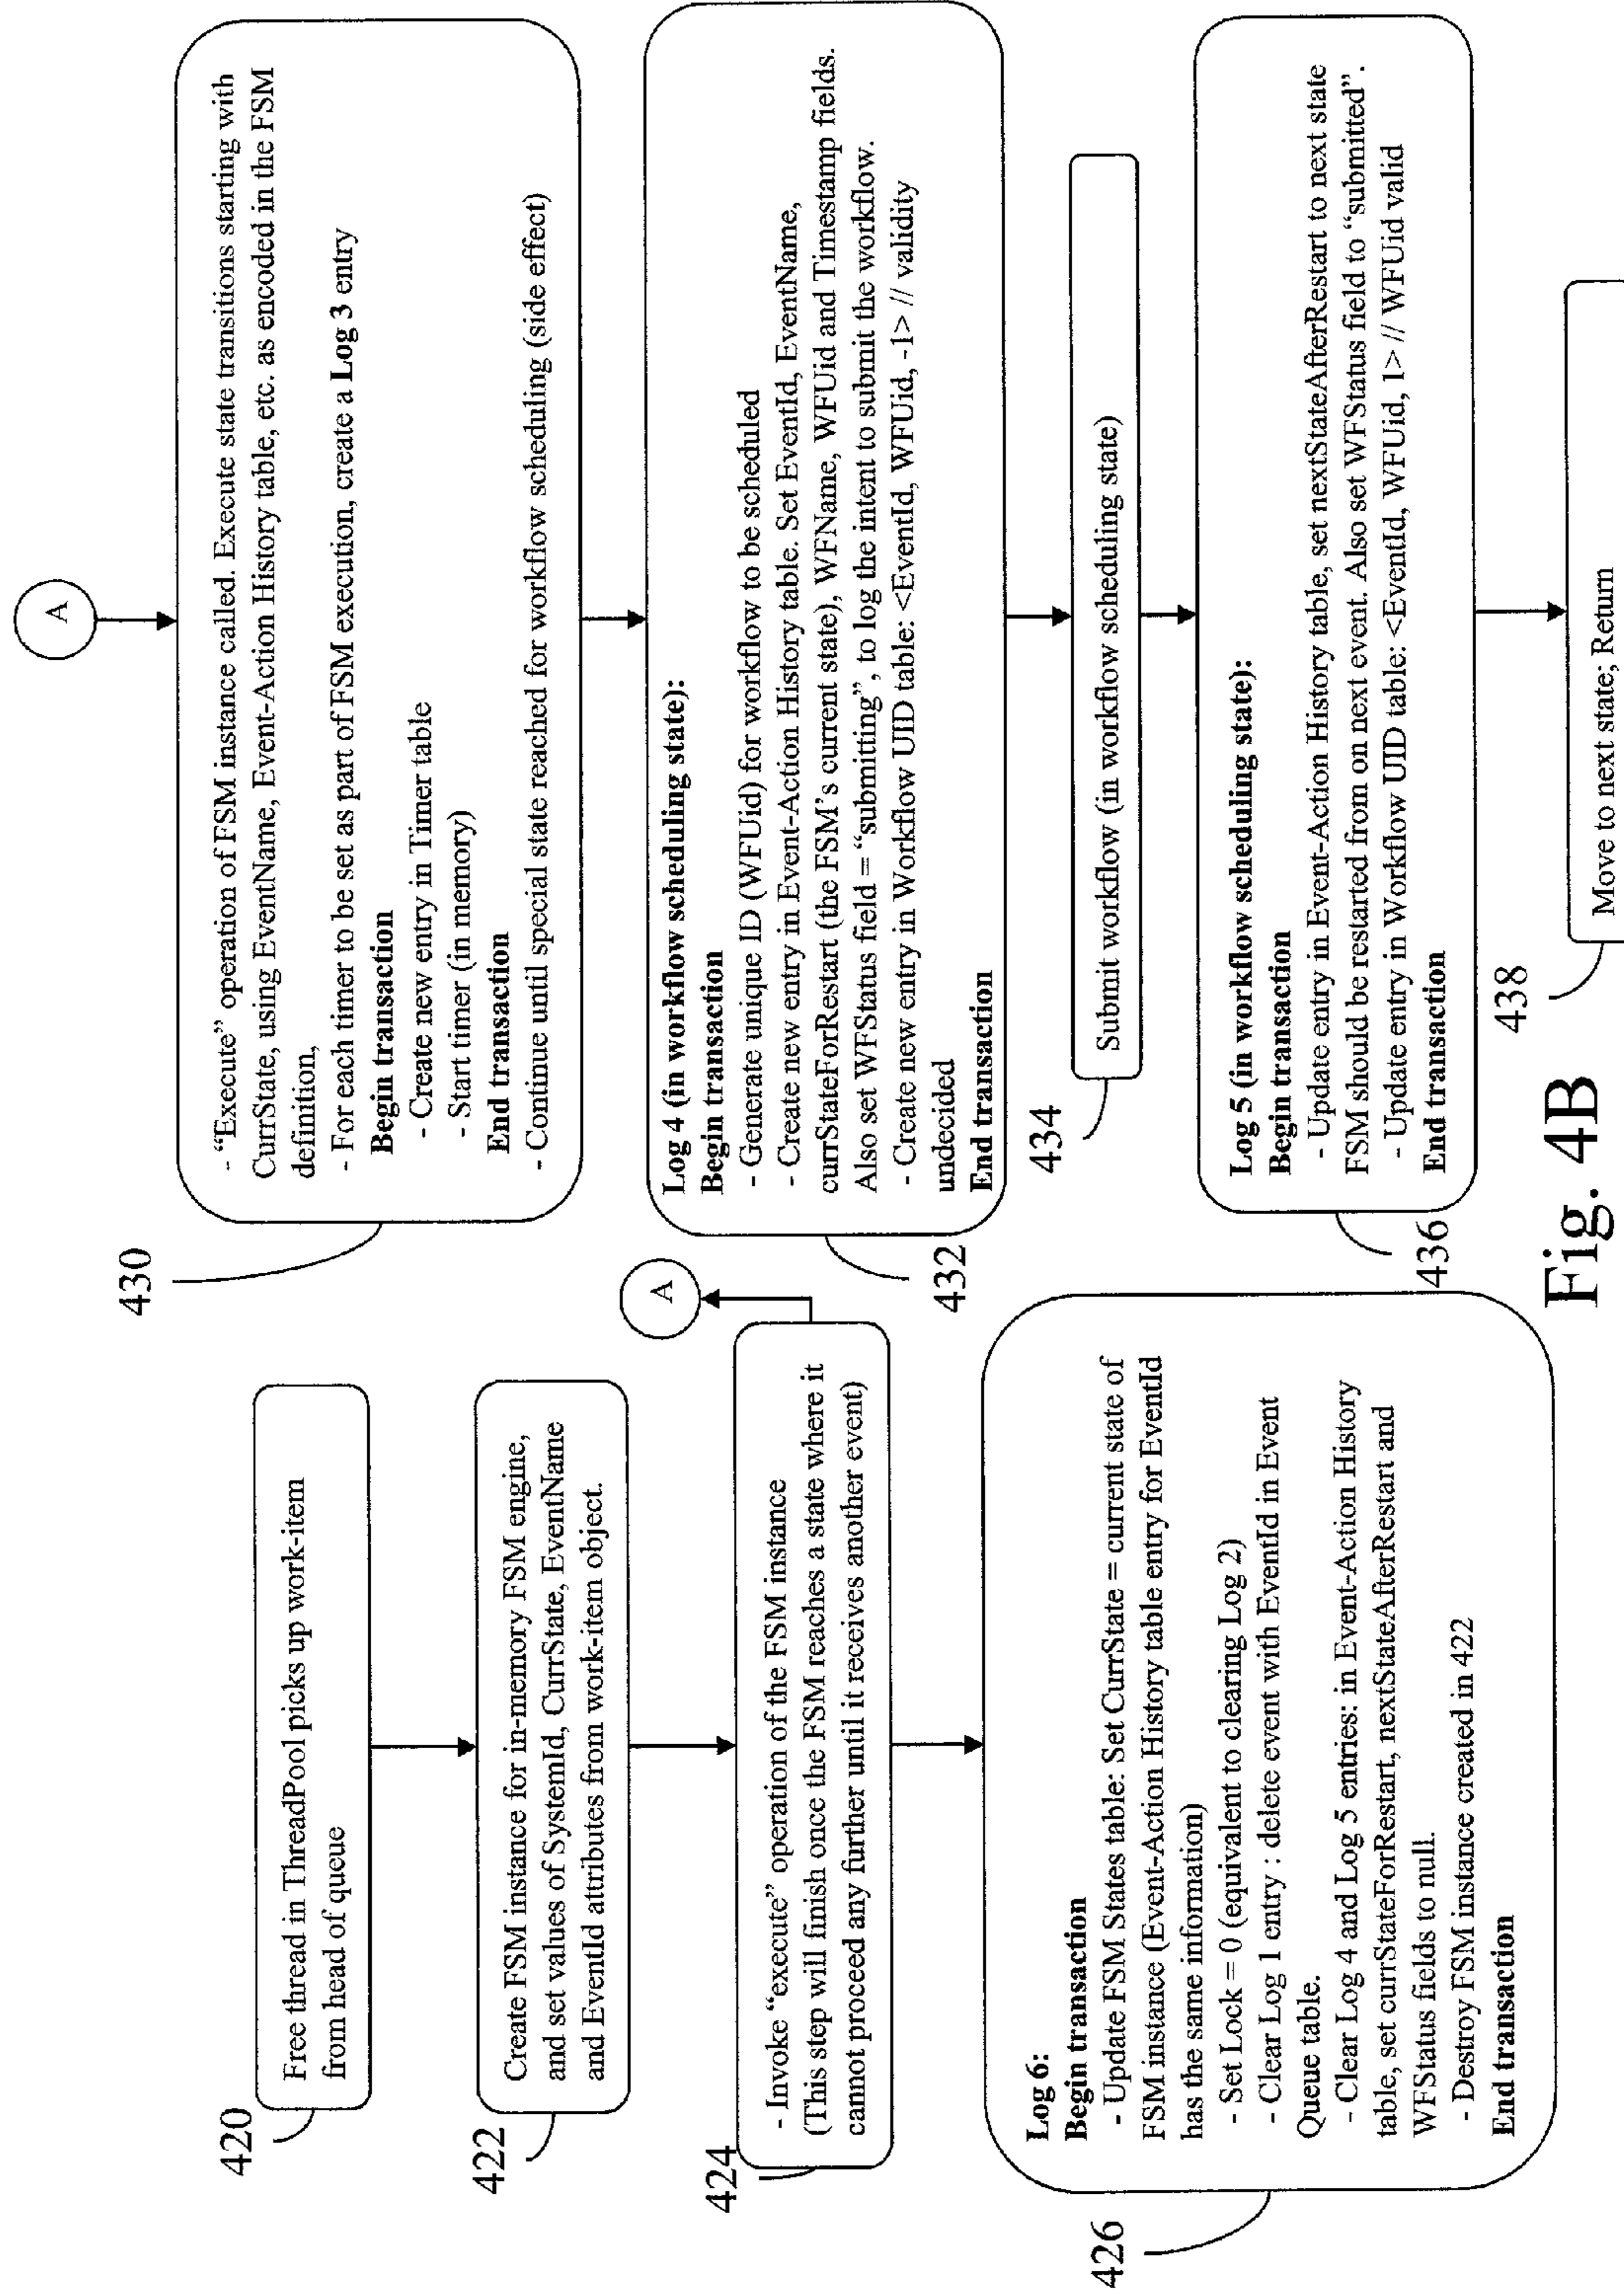 420
Free thread in ThreadPool picks up work-item
from head of queue
422
Create FSM instance for in-memory FSM engine,
and set values of SystemId, CurrState, EventName
and EventId attributes from work-item object.
424
- Invoke “execute” operation of the FSM instance
(This step will finish once the FSM reaches a state where it
cannot proceed any further until it receives another event)
A
426
Log 6:
Begin transaction
- Update FSM States table: Set CurrState = current state of
FSM instance (Event-Action History table entry for EventId
has the same information)
- Set Lock = 0 (equivalent to clearing Log 2)
- Clear Log 1 entry : delete event with EventId in Event
Queue table.
- Clear Log 4 and Log 5 entries: in Event-Action History
table, set currStateForRestart, nextStateAfterRestart and
WFStatus fields to null.
- Destroy FSM instance created in 422
End transaction
A
430
- “Execute” operation of FSM instance called. Execute state transitions starting with
CurrState, using EventName, Event-Action History table, etc. as encoded in the FSM
definition,
- For each timer to be set as part of FSM execution, create a Log 3 entry
Begin transaction
- Create new entry in Timer table
- Start timer (in memory)
End transaction
- Continue until special state reached for workflow scheduling (side effect)
432
Log 4 (in workflow scheduling state):
Begin transaction
- Generate unique ID (WFUid) for workflow to be scheduled
- Create new entry in Event-Action History table. Set EventId, EventName,
currStateForRestart (the FSM’s current state), WFName, WFUid and Timestamp fields.
Also set WFStatus field = “submitting”, to log the intent to submit the workflow.
- Create new entry in Workflow UID table: <EventId, WFUid, -1> // validity
undecided
End transaction
434
Submit workflow (in workflow scheduling state)
436
Log 5 (in workflow scheduling state):
Begin transaction
- Update entry in Event-Action History table, set nextStateAfterRestart to next state
FSM should be restarted from on next event. Also set WFStatus field to “submitted”.
- Update entry in Workflow UID table: <EventId, WFUid, 1> // WFUid valid
End transaction
438
Move to next state; Return
Fig. 4B